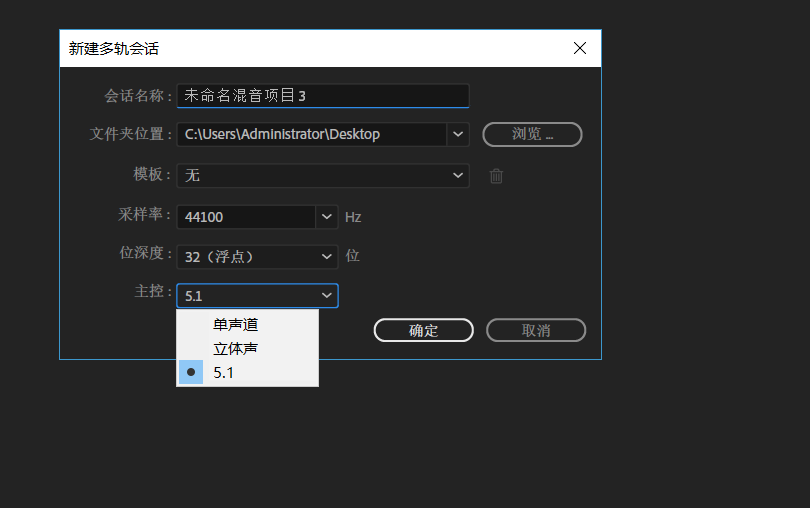 新建多轨会话
会话名称: 未命名混音项目 3
文件夹位置: C:\Users\Administrator\Desktop 浏览 ...
模板: 无
采样率: 44100 Hz
位深度: 32（浮点） 位
主控: 5.1
单声道
立体声
5.1
确定 取消